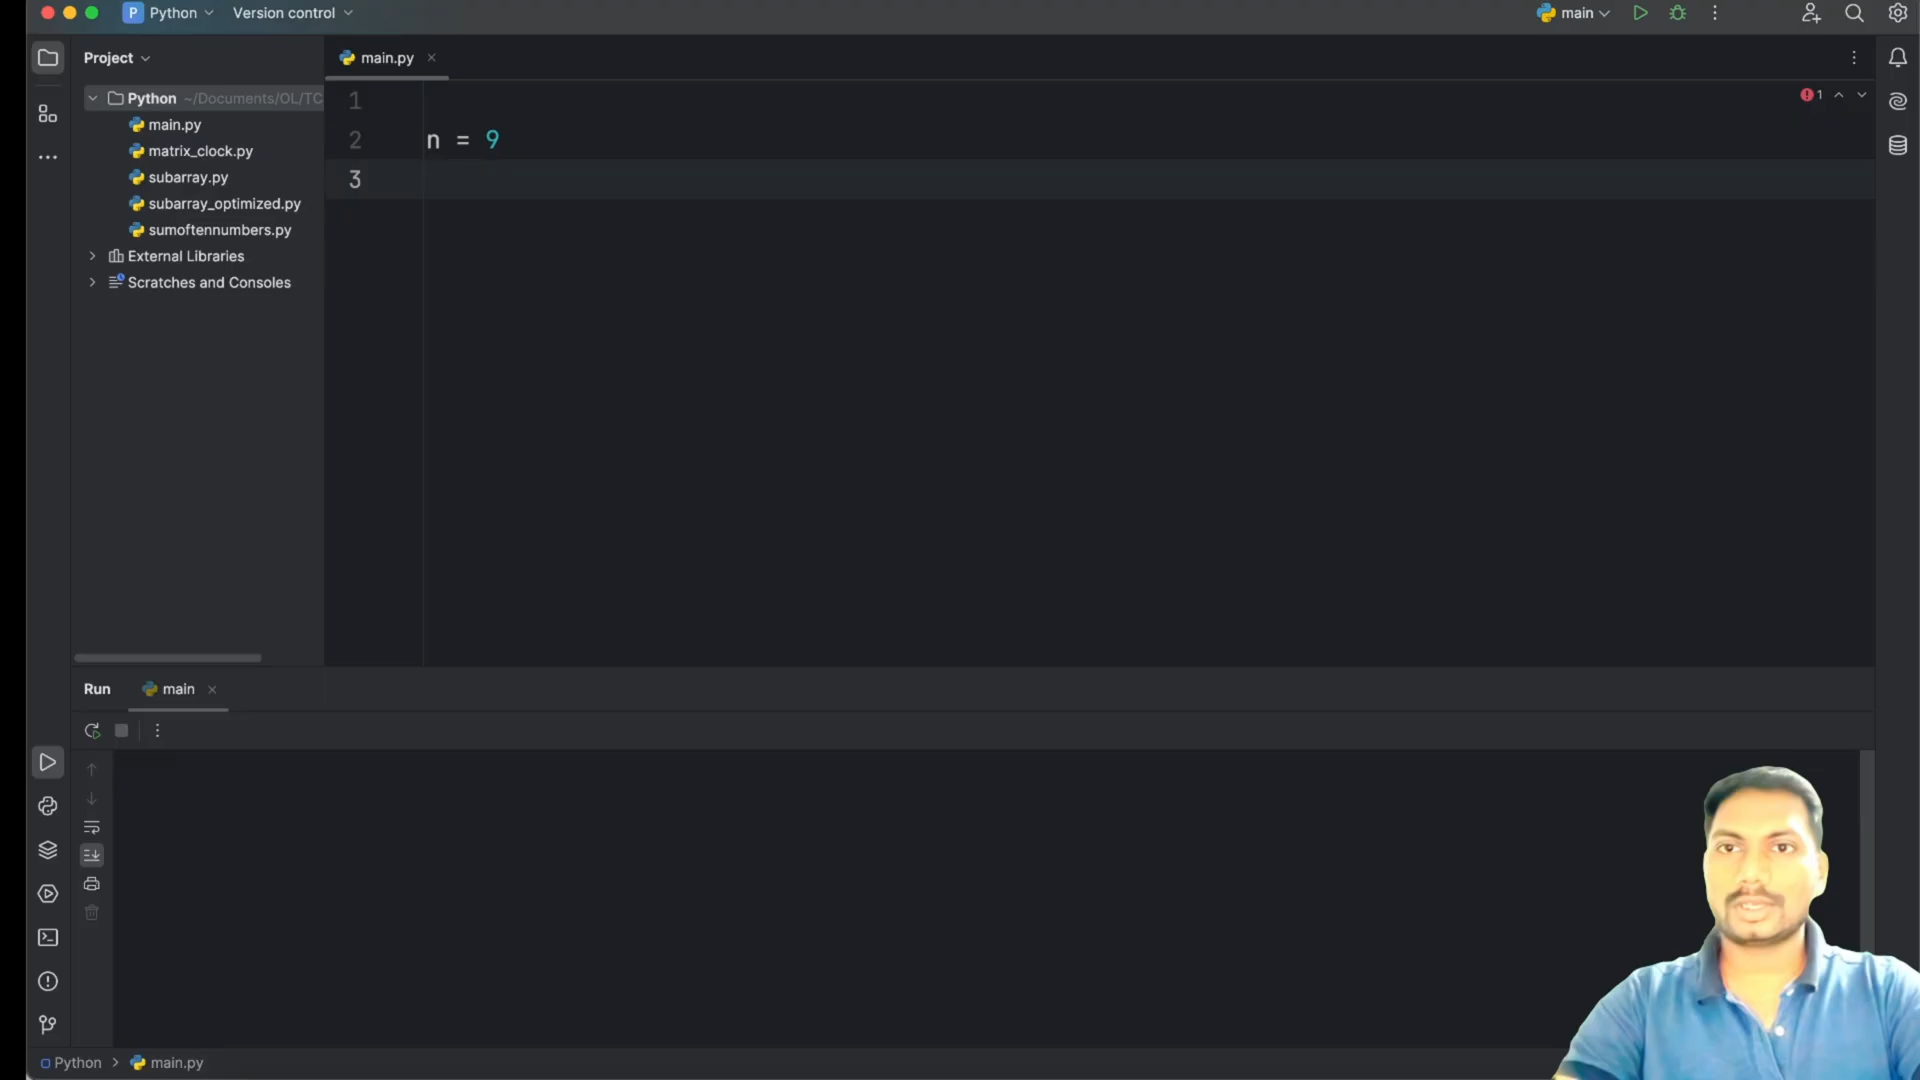 P Python Version control main
Project main.py
Python ~/Documents/OL/TC
main.py
matrix_clock.py
subarray.py
subarray_optimized.py
sumoftennumbers.py
External Libraries
Scratches and Consoles
1
2 n = 9
3
1
Run main
Python > main.py